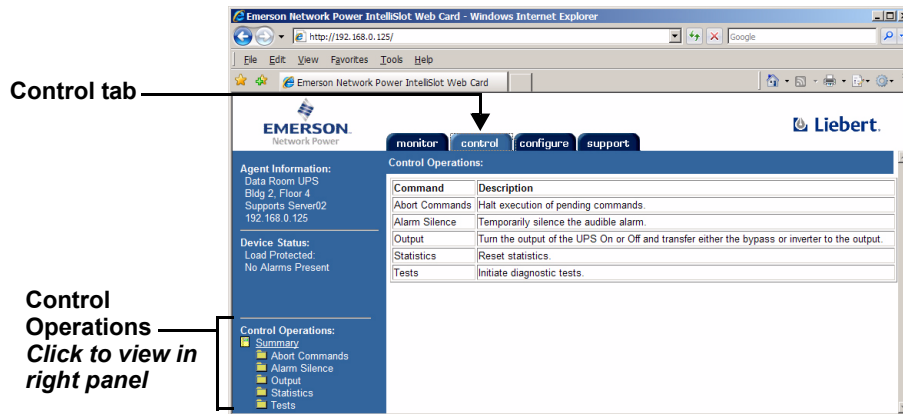 Emerson Network Power IntelliSlot Web Card - Windows Internet Explorer
http://192.168.0.125/
Google
File Edit View Favorites Tools Help
Emerson Network Power IntelliSlot Web Card
Control tab
EMERSON.
Network Power
Liebert.
monitor control configure support
Agent Information:
Data Room UPS
Bldg 2, Floor 4
Supports Server02
192.168.0.125
Device Status:
Load Protected:
No Alarms Present
Control Operations:
Command Description
Abort Commands Halt execution of pending commands.
Alarm Silence Temporarily silence the audible alarm.
Output Turn the output of the UPS On or Off and transfer either the bypass or inverter to the output.
Statistics Reset statistics.
Tests Initiate diagnostic tests.
Control
Operations
Click to view in
right panel
Control Operations:
Summary
Abort Commands
Alarm Silence
Output
Statistics
Tests